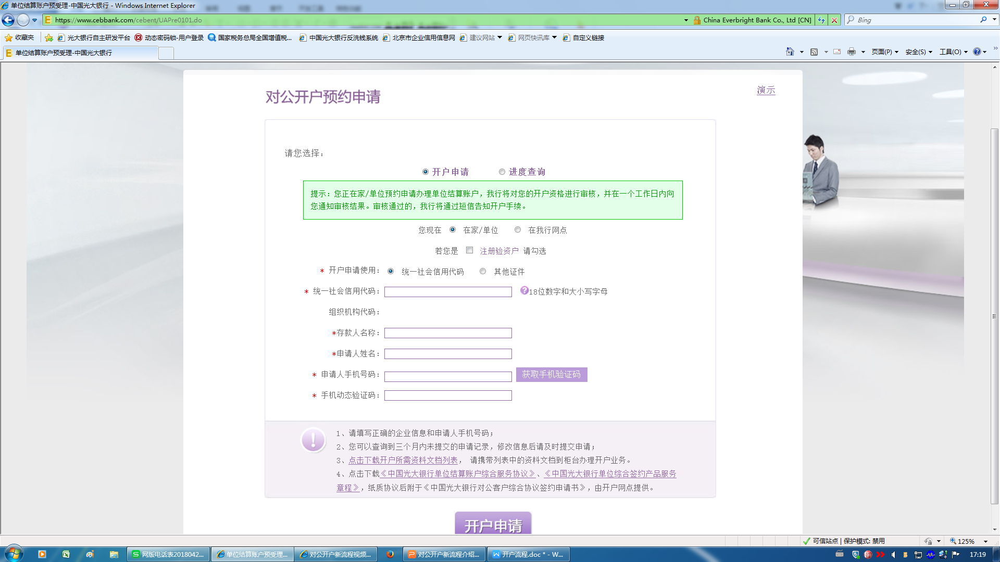 单位结算账户预受理-中国光大银行 - Windows Internet Explorer
https://www.cebbank.com/cebent/UAPre0101.do
China Everbright Bank Co., Ltd [CN]
Bing
收藏夹
光大银行自主研发平台
动态密码锁-用户登录
国家税务总局全国增值税...
中国光大银行反洗钱系统
北京市企业信用信息网
建议网站
网页快讯库
自定义链接
单位结算账户预受理-中国光大银行
页面(P)
安全(S)
工具(O)
对公开户预约申请
演示
请您选择：
开户申请
进度查询
提示：您正在家/单位预约申请办理单位结算账户，我行将对您的开户资格进行审核，并在一个工作日内向
您通知审核结果。审核通过的，我行将通过短信告知开户手续。
您现在 在家/单位 在我行网点
若您是 注册验资户 请勾选
* 开户申请使用： 统一社会信用代码 其他证件
* 统一社会信用代码： 18位数字和大小写字母
组织机构代码：
*存款人名称：
*申请人姓名：
* 申请人手机号码： 获取手机验证码
* 手机动态验证码：
1、请填写正确的企业信息和申请人手机号码；
2、您可以查询到三个月内未提交的申请记录，修改信息后请及时提交申请；
3、点击下载开户所需资料文档列表， 请携带列表中的资料文档到柜台办理开户业务。
4、点击下载《中国光大银行单位结算账户综合服务协议》、《中国光大银行单位综合签约产品服务
章程》，纸质协议后附于《中国光大银行对公客户综合协议签约申请书》，由开户网点提供。
开户申请
可信站点 | 保护模式: 禁用
125%
网版电话表2018042...
单位结算账户预受理...
对公开户新流程视频...
对公开户新流程介绍...
开户流程.doc * - W...
17:19